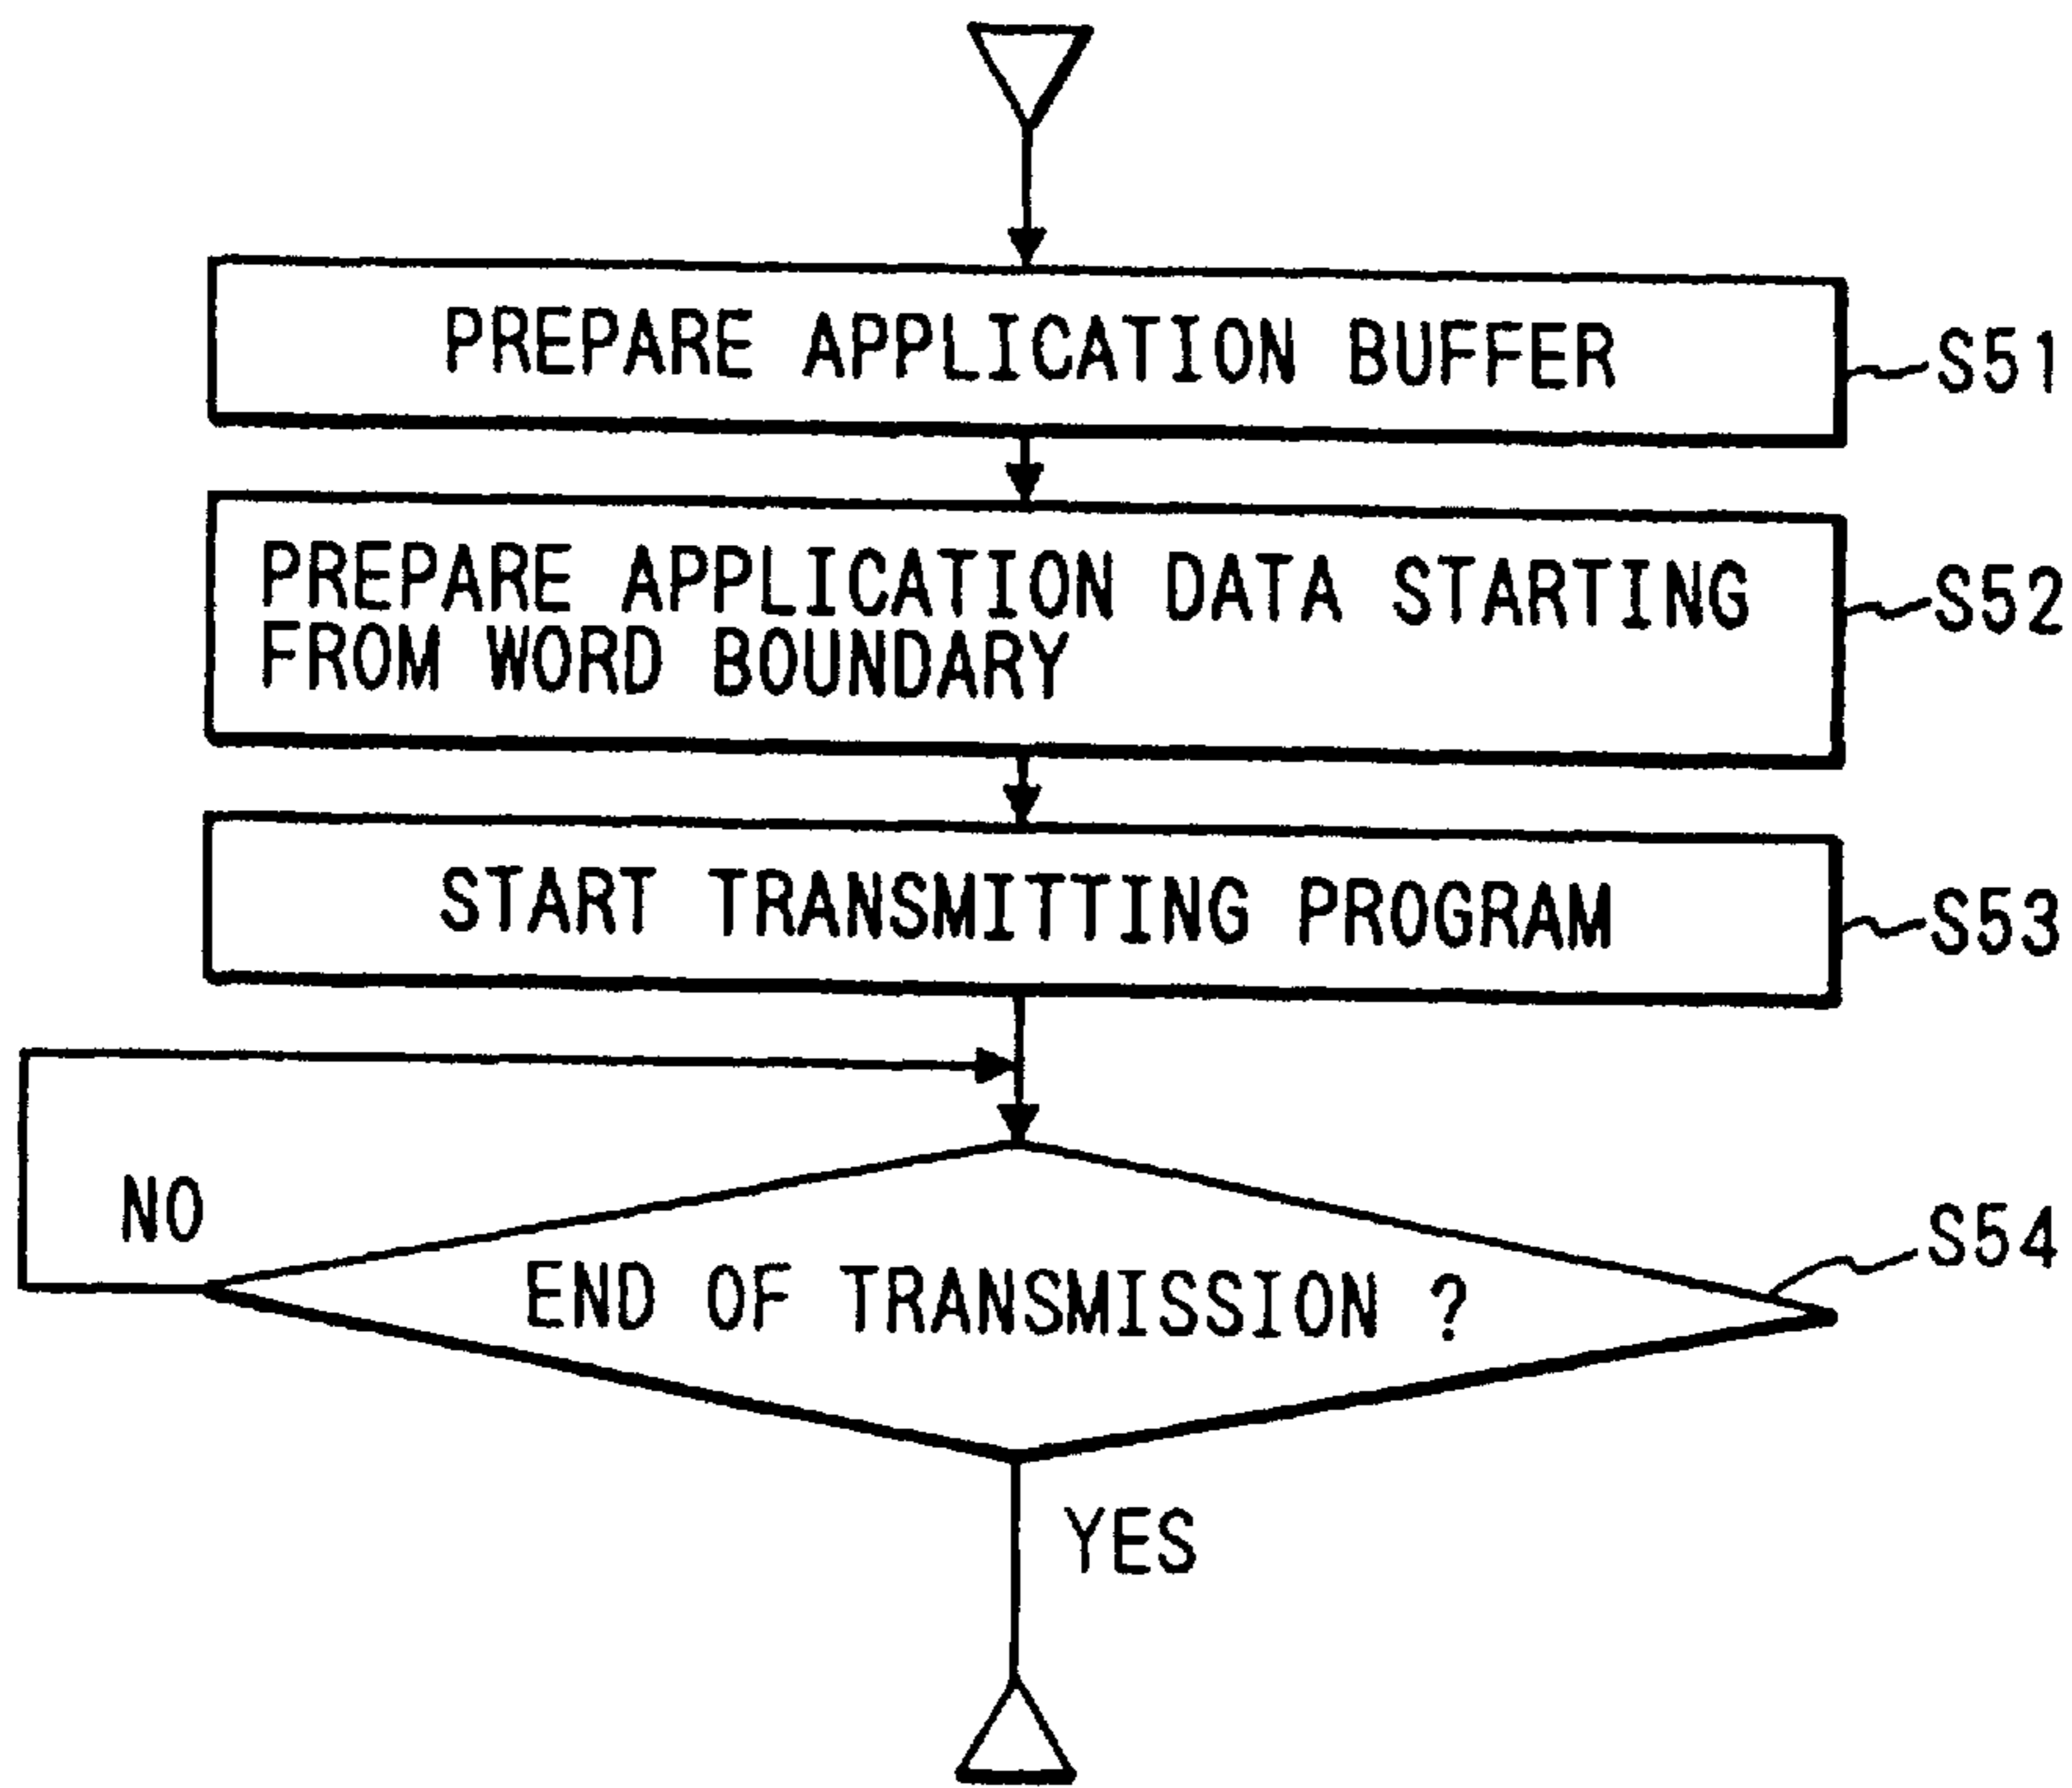 PREPARE APPLICATION BUFFER
S51
PREPARE APPLICATION DATA STARTING
FROM WORD BOUNDARY
S52
START TRANSMITTING PROGRAM
S53
NO
END OF TRANSMISSION ?
S54
YES